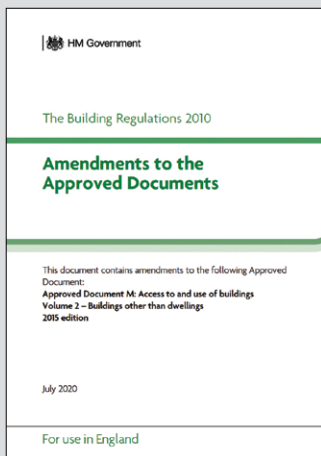 HM Government
The Building Regulations 2010
Amendments to the
Approved Documents
This document contains amendments to the following Approved
Document:
Approved Document M: Access to and use of buildings
Volume 2 – Buildings other than dwellings
2015 edition
July 2020
For use in England